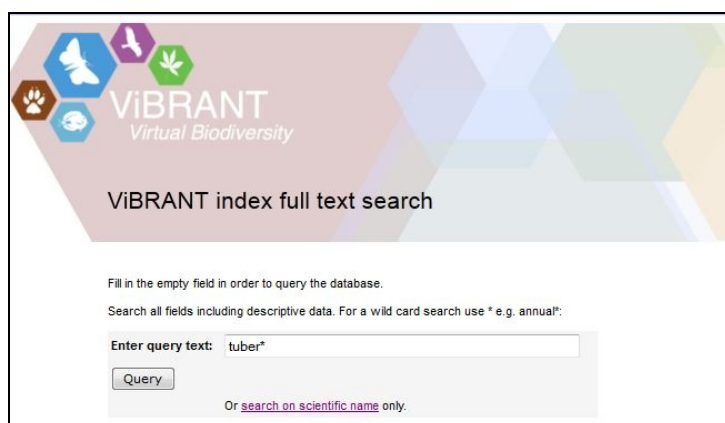 ViBRANT
Virtual Biodiversity
ViBRANT index full text search
Fill in the empty field in order to query the database.
Search all fields including descriptive data. For a wild card search use * e.g. annual*:
Enter query text: tuber*
Query
Or search on scientific name only.